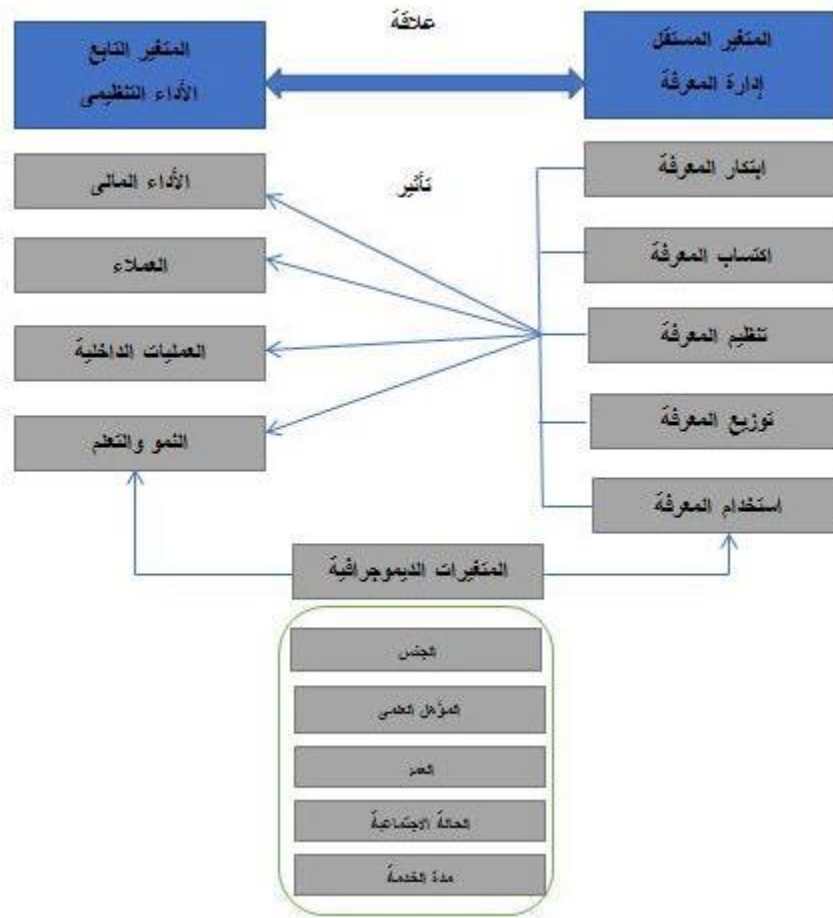 علاقة
المتغير المستقل
إدارة المعرفة
المتغير التابع
الأداء التنظيمى
تأثير
ابتكار المعرفة
اكتساب المعرفة
تنظيم المعرفة
توزيع المعرفة
استخدام المعرفة
الأداء المالى
العملاء
العمليات الداخلية
النمو والتعلم
المتغيرات الديموجرافية
الجنس
المؤهل العلمى
العمر
الحالة الاجتماعية
مدة الخدمة